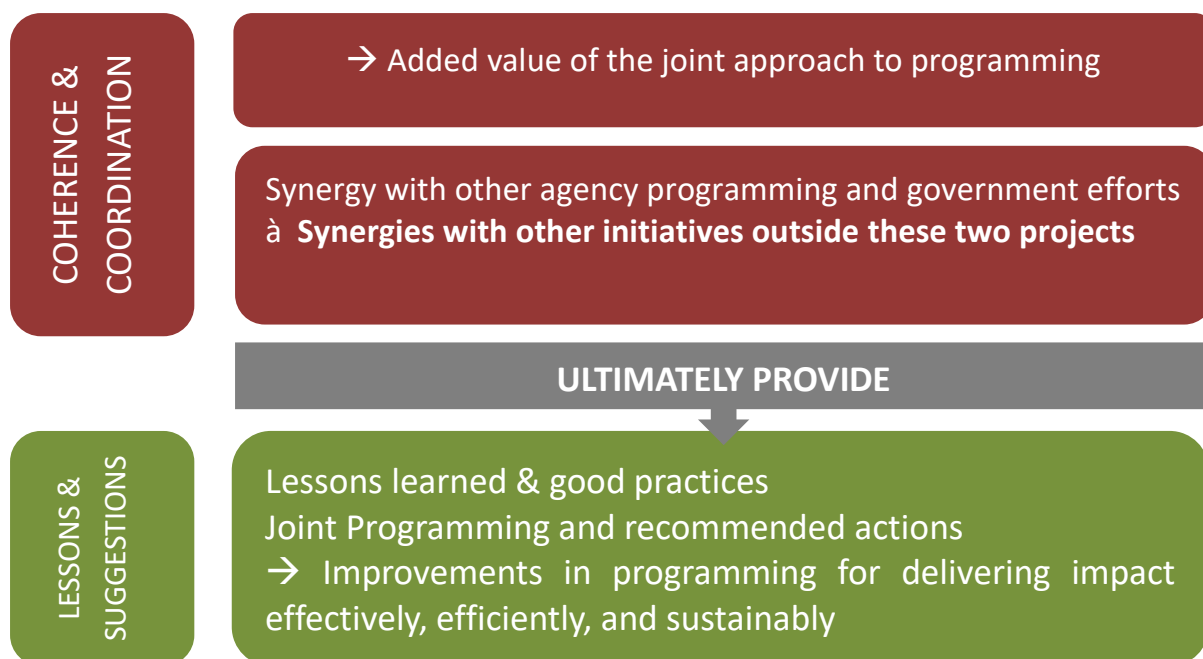 COHERENCE &
COORDINATION
→ Added value of the joint approach to programming
Synergy with other agency programming and government efforts
à Synergies with other initiatives outside these two projects
ULTIMATELY PROVIDE
LESSONS &
SUGGESTIONS
Lessons learned & good practices
Joint Programming and recommended actions
→ Improvements in programming for delivering impact
effectively, efficiently, and sustainably